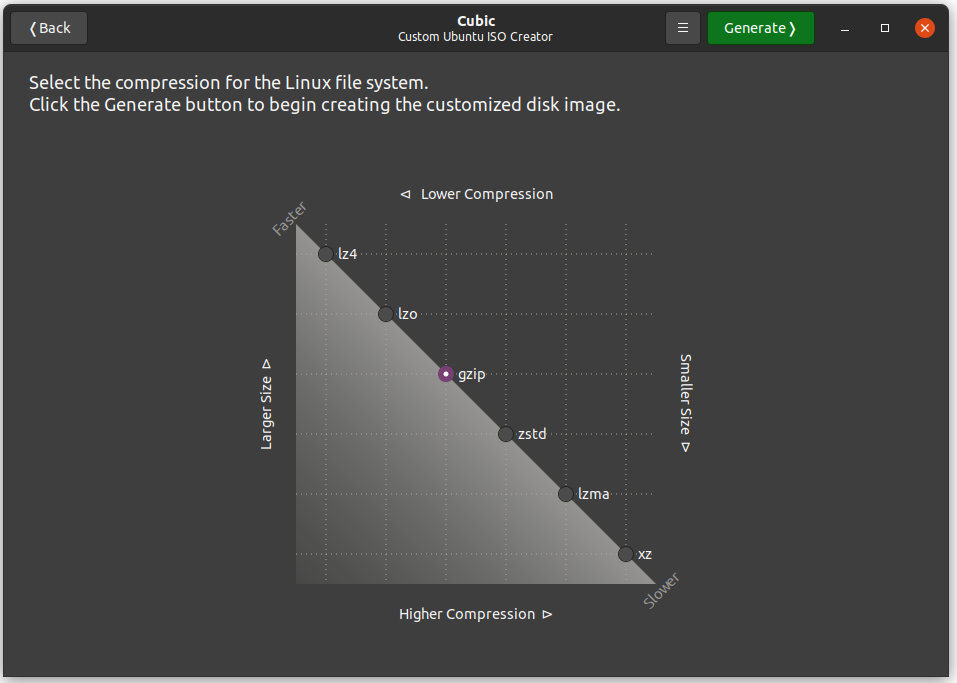 ❬Back
Cubic
Custom Ubuntu ISO Creator
☰
Generate❭
Select the compression for the Linux file system.
Click the Generate button to begin creating the customized disk image.
⊲ Lower Compression
Faster
lz4
lzo
Larger Size ⊳
gzip
Smaller Size ⊳
zstd
lzma
xz
Slower
Higher Compression ⊳